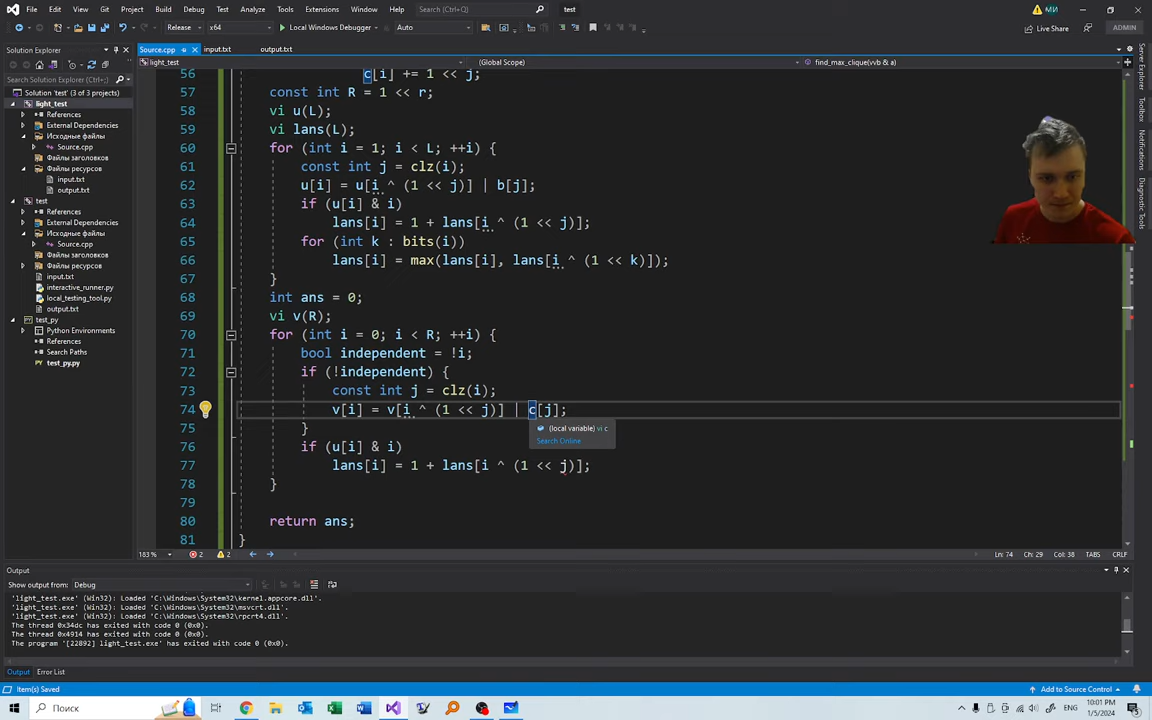 File Edit View Git Project Build Debug Test Analyze Tools Extensions Window Help Search (Ctrl+Q) test МИ
Release x64 Local Windows Debugger Auto Live Share ADMIN
Solution Explorer
Search Solution Explorer (Ctrl+;)
Solution 'test' (3 of 3 projects)
light_test
References
External Dependencies
Исходные файлы
Source.cpp
Файлы заголовков
Файлы ресурсов
input.txt
output.txt
test
References
External Dependencies
Исходные файлы
Source.cpp
Файлы заголовков
Файлы ресурсов
input.txt
interactive_runner.py
local_testing_tool.py
output.txt
test_py
Python Environments
References
Search Paths
test_py.py
Source.cpp input.txt output.txt
light_test (Global Scope) find_max_clique(vvb & a)
56 c[i] += 1 << j;
57 const int R = 1 << r;
58 vi u(L);
59 vi lans(L);
60 for (int i = 1; i < L; ++i) {
61 const int j = clz(i);
62 u[i] = u[i ^ (1 << j)] | b[j];
63 if (u[i] & i)
64 lans[i] = 1 + lans[i ^ (1 << j)];
65 for (int k : bits(i))
66 lans[i] = max(lans[i], lans[i ^ (1 << k)]);
67 }
68 int ans = 0;
69 vi v(R);
70 for (int i = 0; i < R; ++i) {
71 bool independent = !i;
72 if (!independent) {
73 const int j = clz(i);
74 v[i] = v[i ^ (1 << j)] | c[j];
(local variable) vi c
Search Online
75 }
76 if (u[i] & i)
77 lans[i] = 1 + lans[i ^ (1 << j)];
78 }
79
80 return ans;
81 }
183 % 2 2 Ln: 74 Ch: 29 Col: 38 TABS CRLF
Server Explorer
Toolbox
Notifications
Diagnostic Tools
Output
Show output from: Debug
'light_test.exe' (Win32): Loaded 'C:\Windows\System32\kernel.appcore.dll'.
'light_test.exe' (Win32): Loaded 'C:\Windows\System32\msvcrt.dll'.
'light_test.exe' (Win32): Loaded 'C:\Windows\System32\rpcrt4.dll'.
The thread 0x34dc has exited with code 0 (0x0).
The thread 0x4914 has exited with code 0 (0x0).
The program '[22892] light_test.exe' has exited with code 0 (0x0).
Output Error List
Item(s) Saved Add to Source Control
Поиск ENG 10:01 PM
1/5/2024